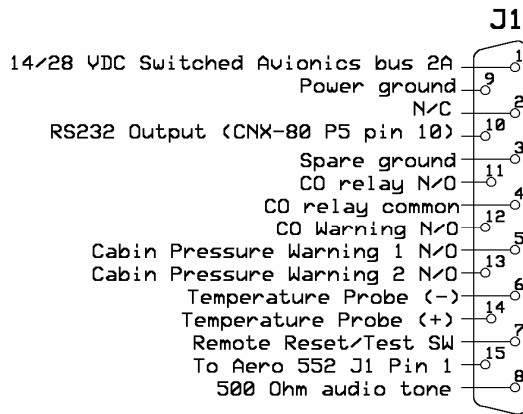 J1
14/28 VDC Switched Avionics bus 2A 1
Power ground 9
N/C 2
RS232 Output (CNX-80 P5 pin 10) 10
Spare ground 3
CO relay N/O 11
CO relay common 4
CO Warning N/O 12
Cabin Pressure Warning 1 N/O 5
Cabin Pressure Warning 2 N/O 13
Temperature Probe (-) 6
Temperature Probe (+) 14
Remote Reset/Test SW 7
To Aero 552 J1 Pin 1 15
500 Ohm audio tone 8